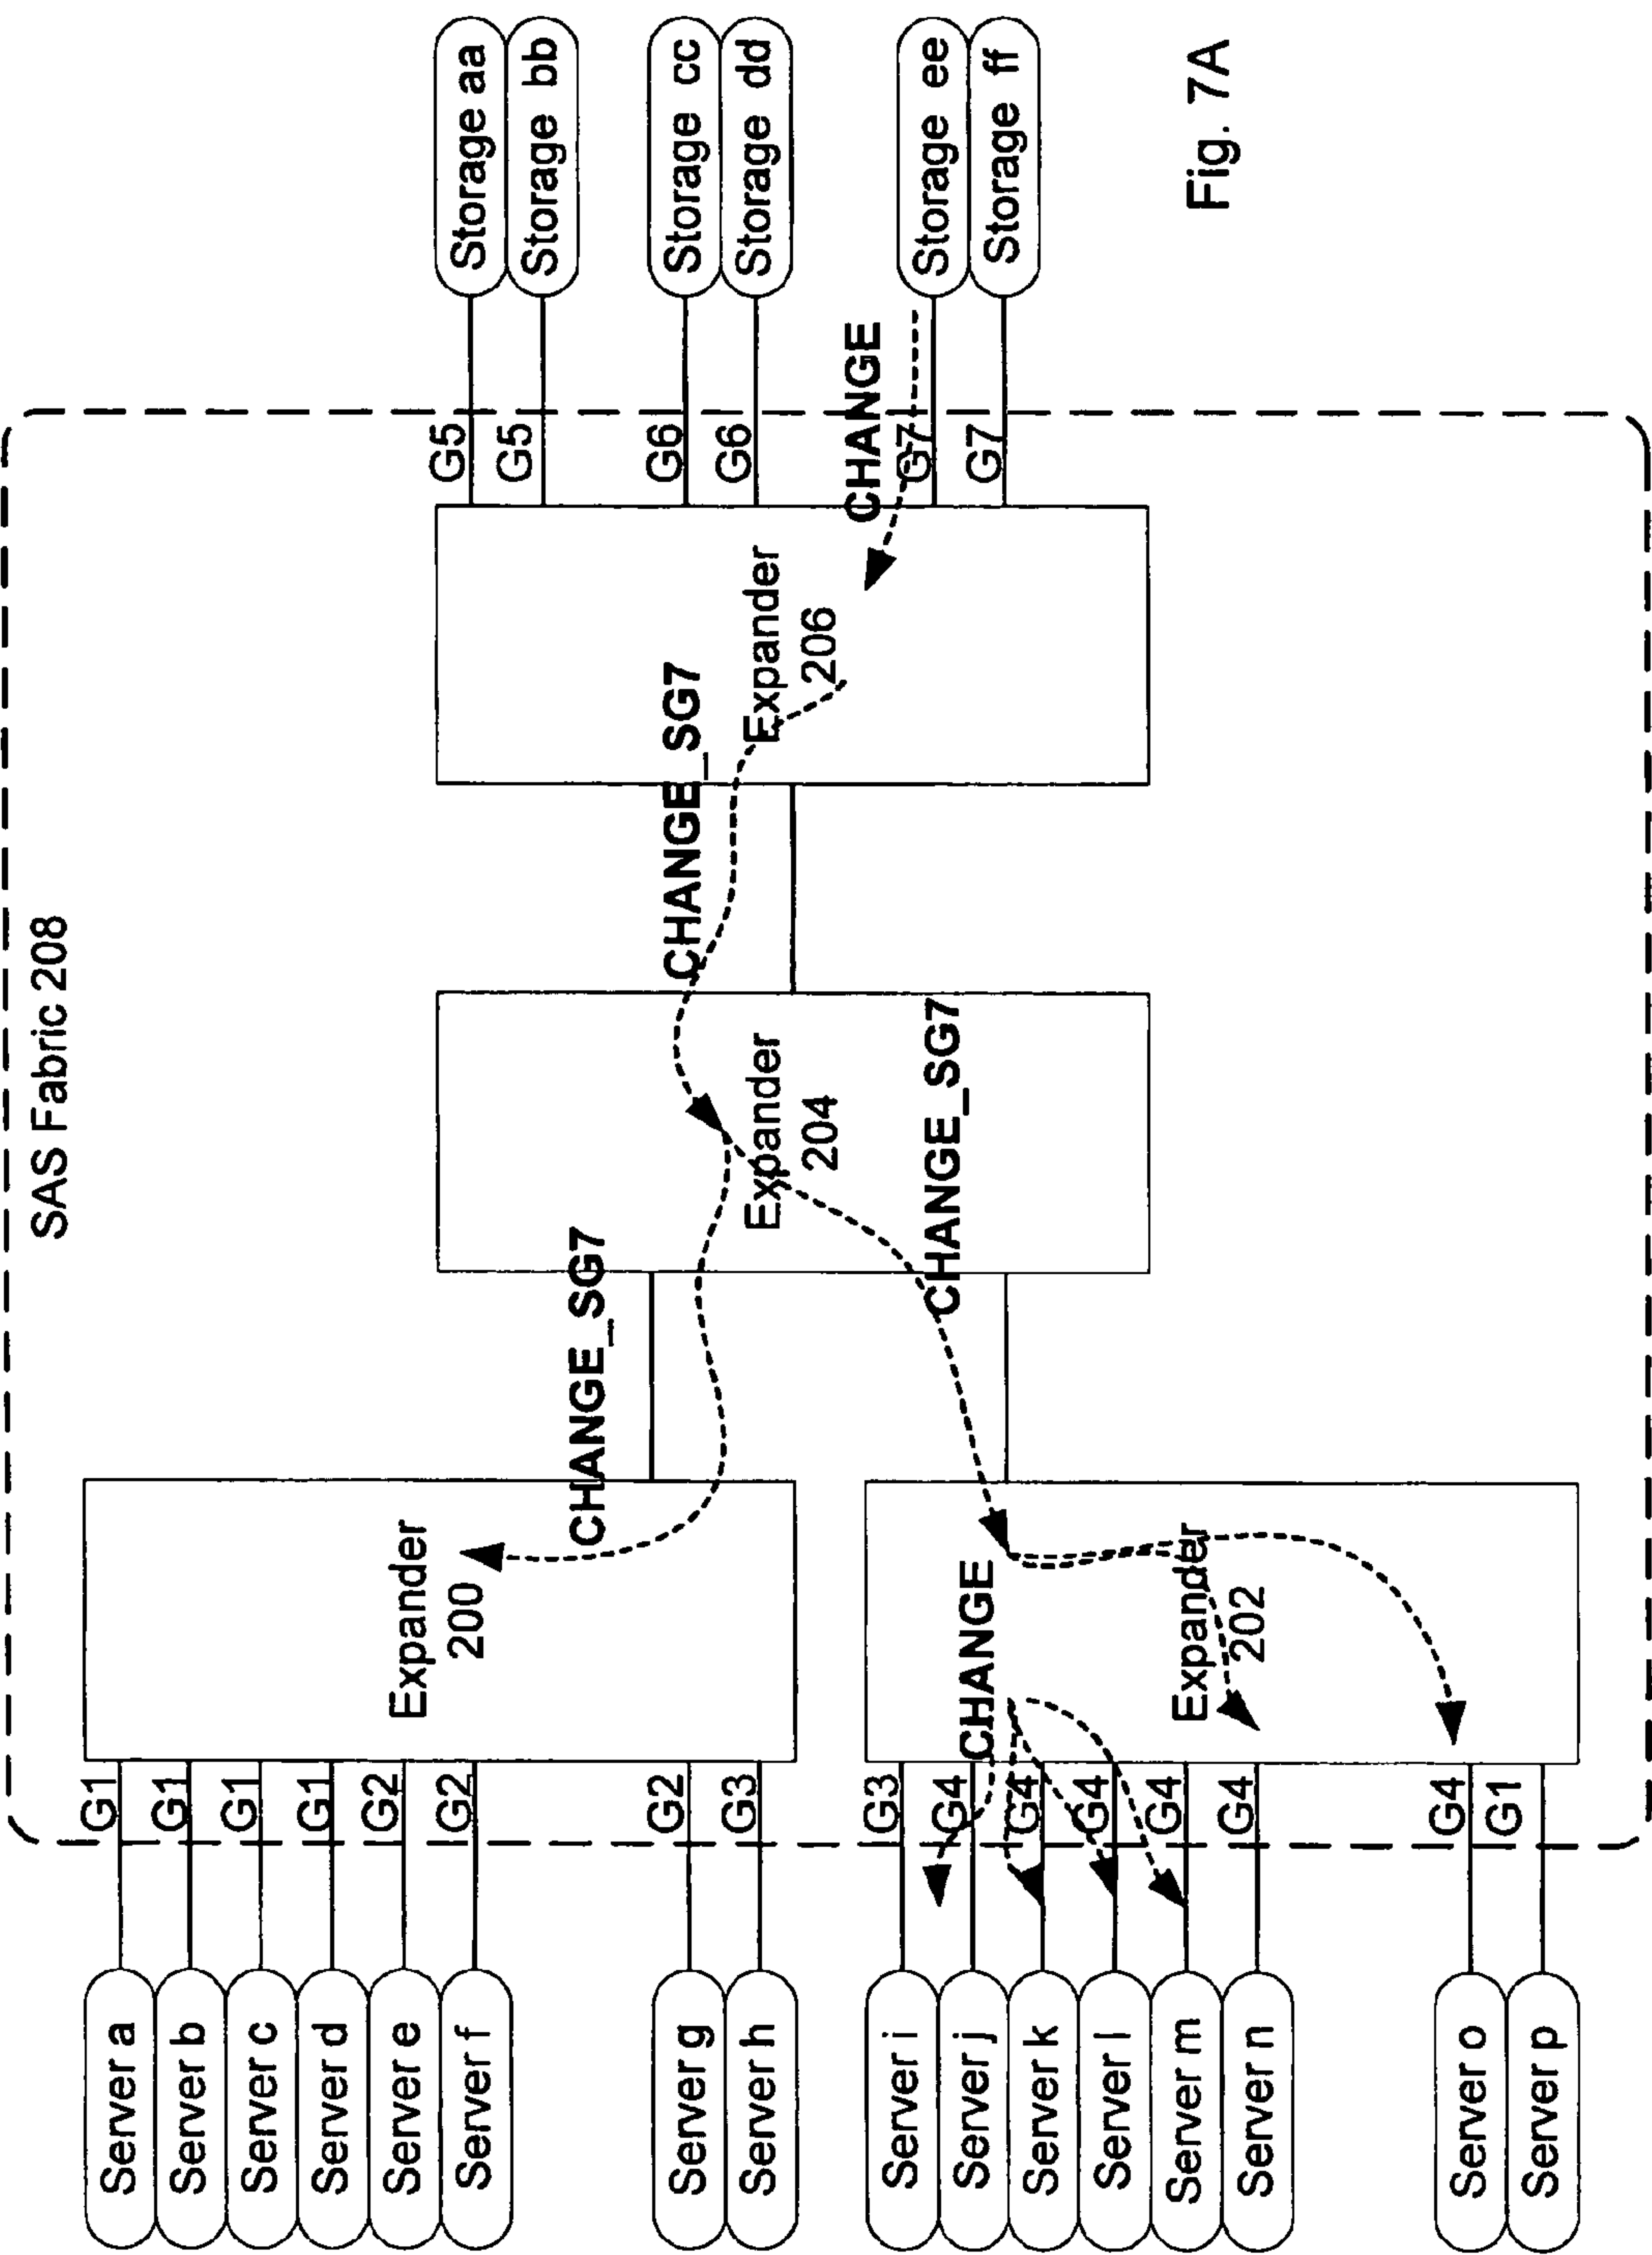 SAS Fabric 208
Server a
Server b
Server c
Server d
Server e
Server f
Server g
Server h
Server i
Server j
Server k
Server l
Server m
Server n
Server o
Server p
G1
G1
G1
G1
G2
G2
G2
G3
G3
G4
G4
G4
G4
G4
G4
G1
Expander
200
Expander
202
CHANGE
CHANGE_SG7
CHANGE_SG7
Expander
204
CHANGE_SG7
Expander
206
CHANGE
G5
G5
G6
G6
G7
G7
Storage aa
Storage bb
Storage cc
Storage dd
Storage ee
Storage ff
Fig. 7A